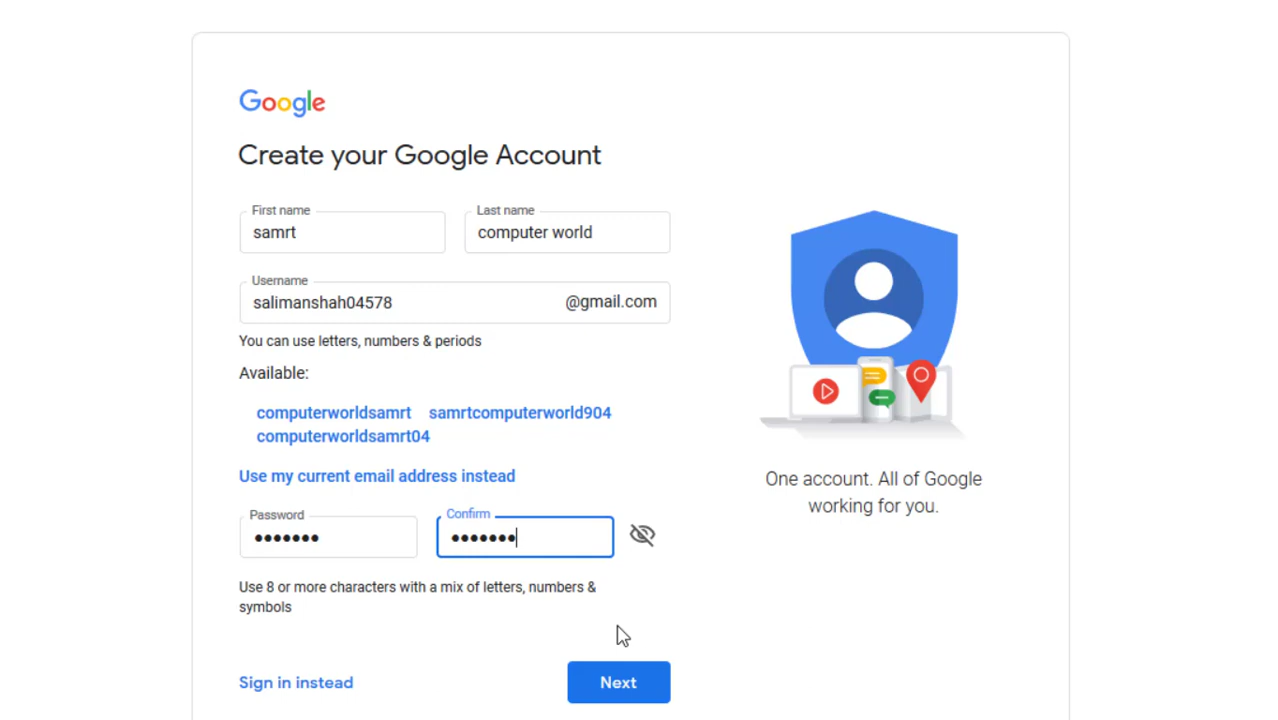 Google
Create your Google Account
First name
Last name
samrt
computer world
Username
salimanshah04578
@gmail.com
You can use letters, numbers & periods
Available:
computerworldsamrt samrtcomputerworld904
computerworldsamrt04
Use my current email address instead
Password
Confirm
•••••••
•••••••
Use 8 or more characters with a mix of letters, numbers &
symbols
Sign in instead
Next
One account. All of Google
working for you.